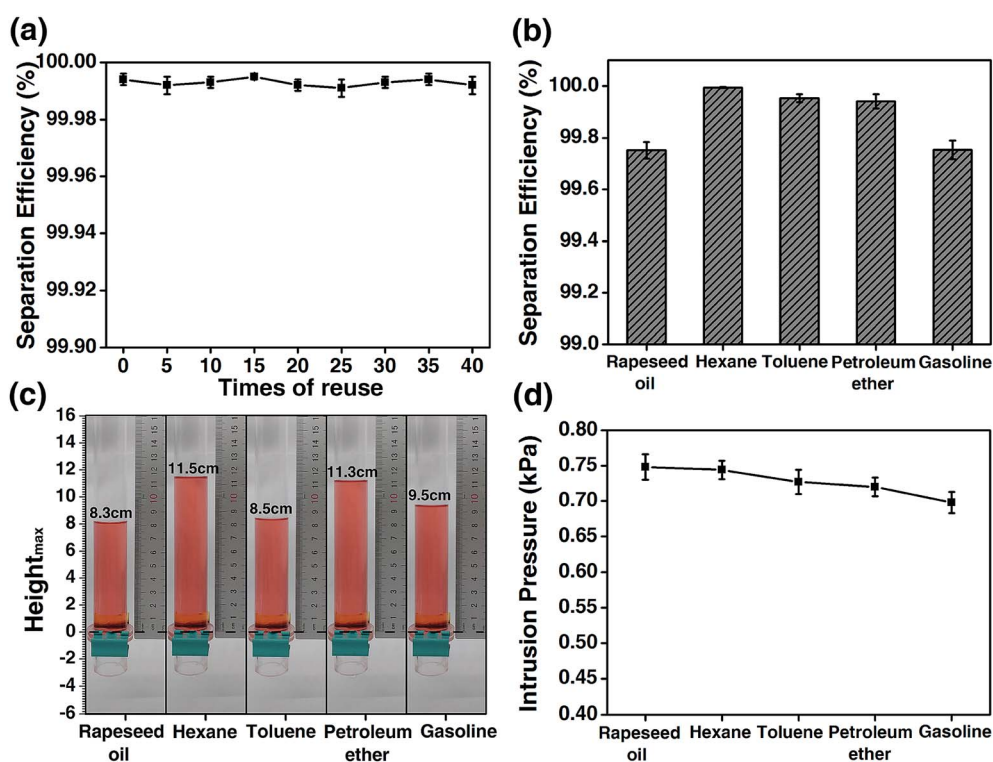 (a)
100.00
99.98
99.96
99.94
99.92
99.90
Separation Efficiency (%)
0 5 10 15 20 25 30 35 40
Times of reuse
(b)
100.0
99.8
99.6
99.4
99.2
99.0
Separation Efficiency (%)
Rapeseed Hexane Toluene Petroleum Gasoline
oil ether
(c)
16
14
12
10
8
6
4
2
0
-2
-4
-6
Heightmax
8.3cm
11.5cm
8.5cm
11.3cm
9.5cm
Rapeseed Hexane Toluene Petroleum Gasoline
oil ether
(d)
0.80
0.75
0.70
0.65
0.60
0.55
0.50
0.45
0.40
Intrusion Pressure (kPa)
Rapeseed Hexane Toluene Petroleum Gasoline
oil ether